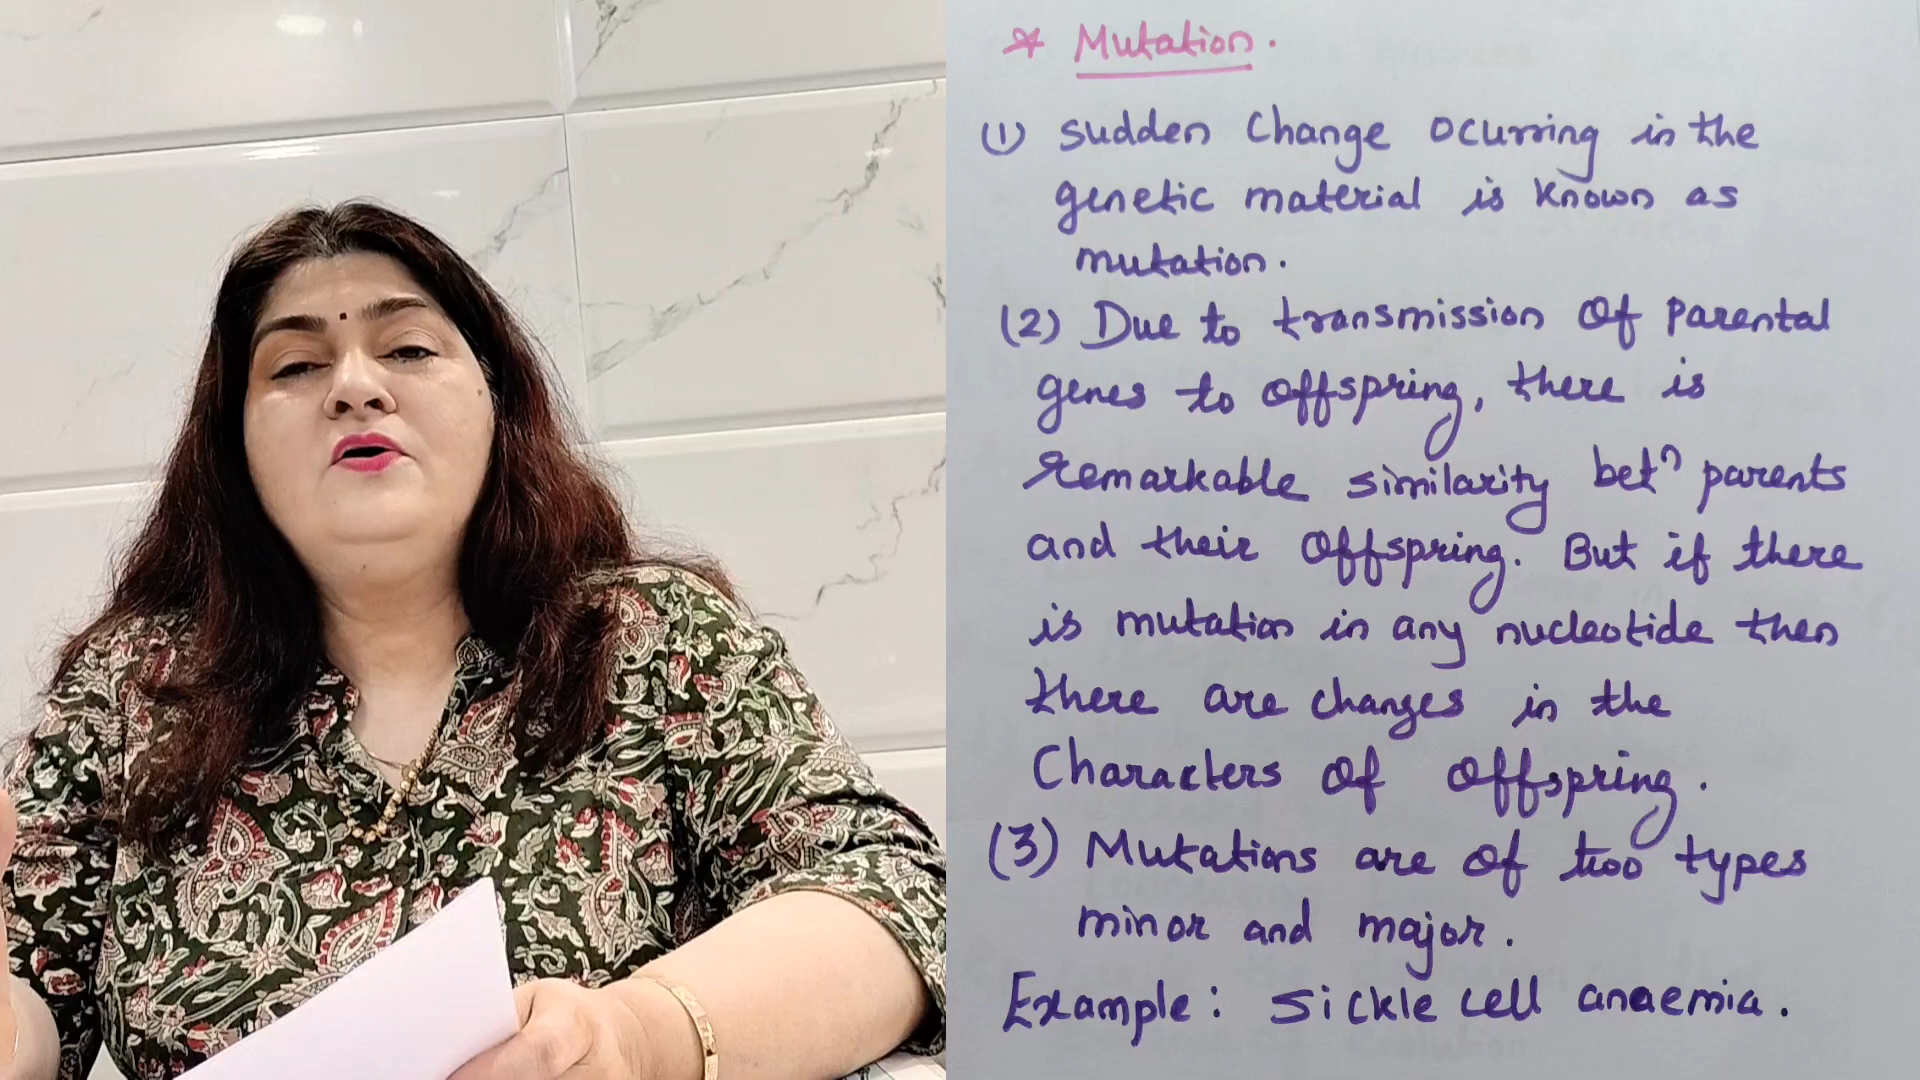 * Mutation.
(1) Sudden change ocurring in the
genetic material is known as
mutation.
(2) Due to transmission of parental
genes to offspring, there is
remarkable similarity betⁿ parents
and their offspring. But if there
is mutation in any nucleotide then
there are changes in the
Characters of offspring.
(3) Mutations are of two types
minor and major.
Example: Sickle cell anaemia.